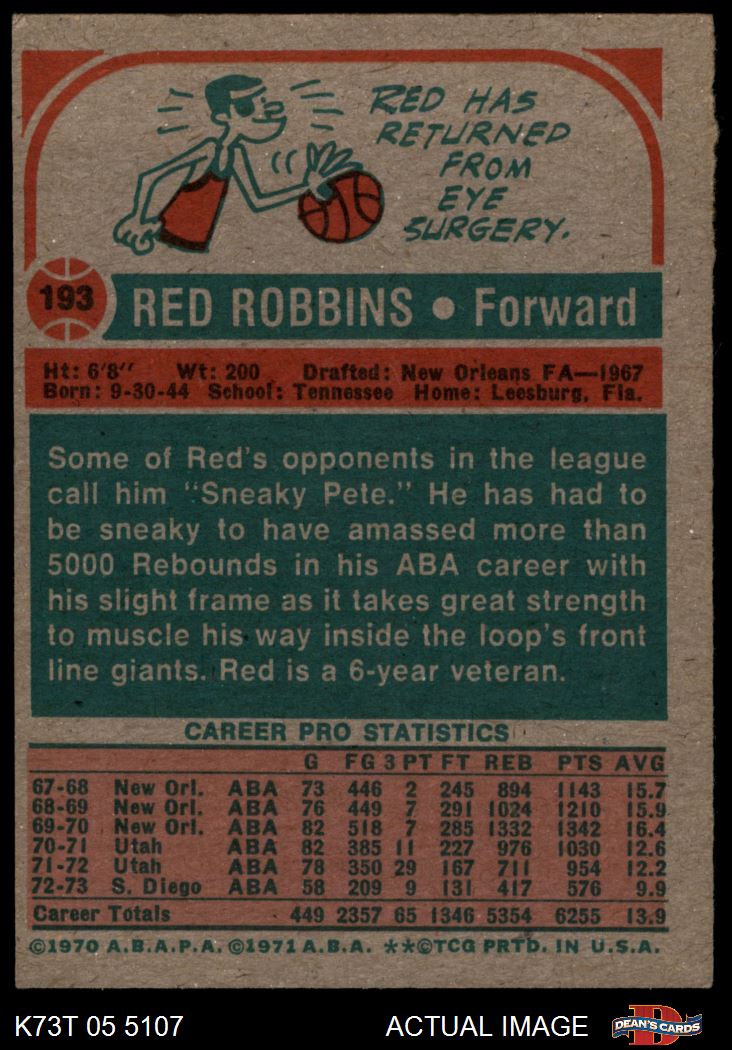 RED HAS
RETURNED
FROM
EYE
SURGERY.
193
RED ROBBINS • Forward
Ht: 6'8" Wt: 200 Drafted: New Orleans FA—1967
Born: 9-30-44 School: Tennessee Home: Leesburg, Fla.
Some of Red's opponents in the league
call him "Sneaky Pete." He has had to
be sneaky to have amassed more than
5000 Rebounds in his ABA career with
his slight frame as it takes great strength
to muscle his way inside the loop's front
line giants. Red is a 6-year veteran.
CAREER PRO STATISTICS
G FG 3 PT FT REB PTS AVG
67-68 New Orl. ABA 73 446 2 245 894 1143 15.7
68-69 New Orl. ABA 76 449 7 291 1024 1210 15.9
69-70 New Orl. ABA 82 518 7 285 1332 1342 16.4
70-71 Utah ABA 82 385 11 227 976 1030 12.6
71-72 Utah ABA 78 350 29 167 711 954 12.2
72-73 S. Diego ABA 58 209 9 131 417 576 9.9
Career Totals 449 2357 65 1346 5354 6255 13.9
©1970 A.B.A.P.A. ©1971 A.B.A. **©TCG PRTD. IN U.S.A.
K73T 05 5107 ACTUAL IMAGE
D
DEAN'S CARDS